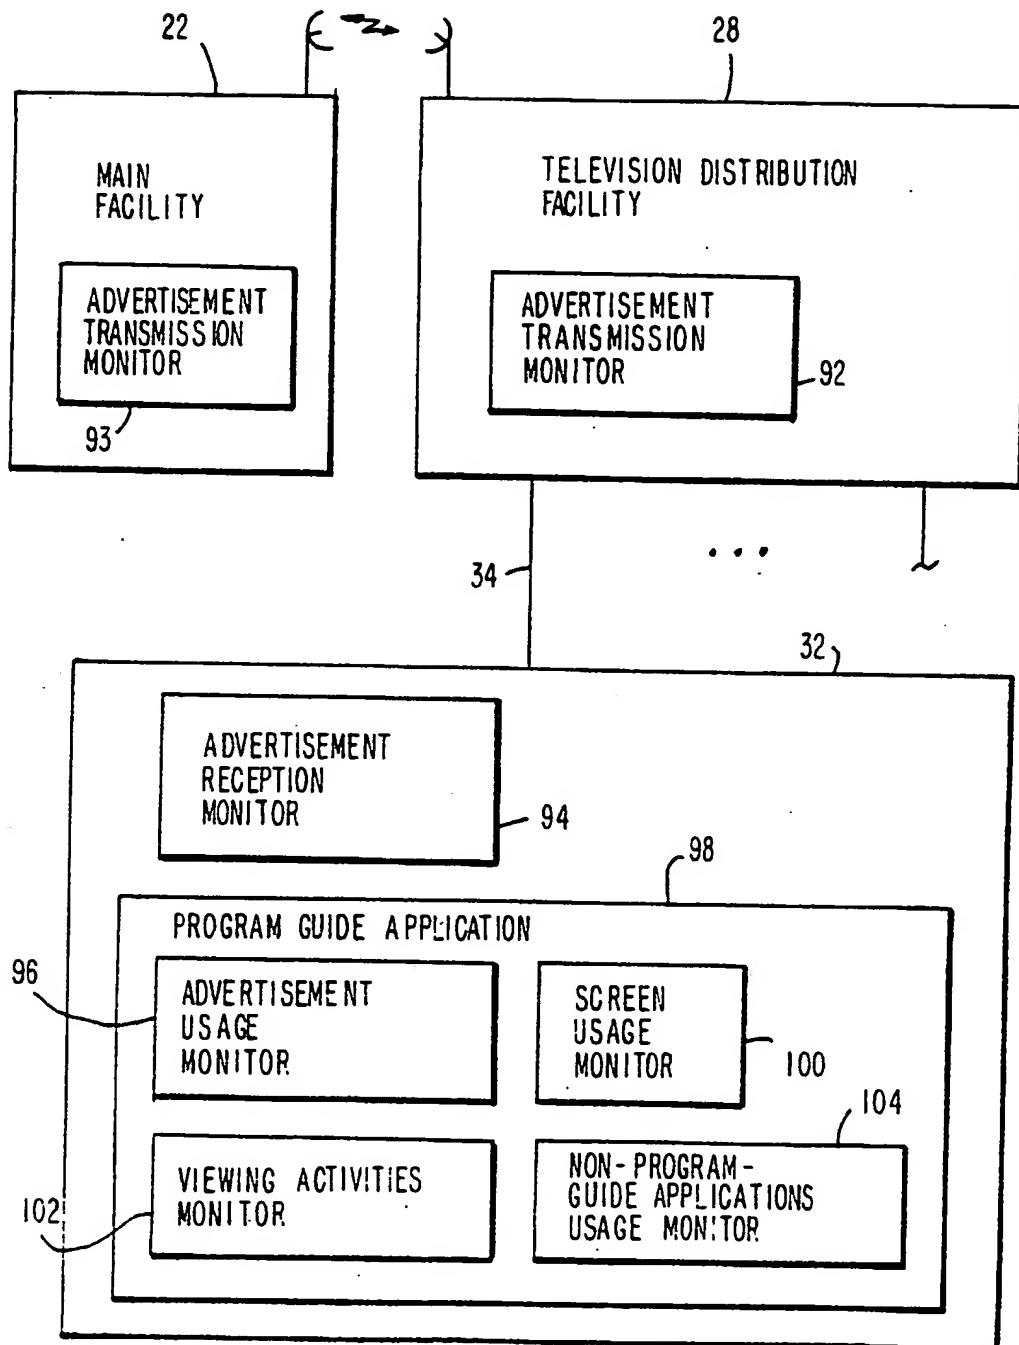 22
28
MAIN
FACILITY
TELEVISION DISTRIBUTION
FACILITY
ADVERTISEMENT
TRANSMISSION
MONITOR
93
ADVERTISEMENT
TRANSMISSION
MONITOR
92
34
...
32
ADVERTISEMENT
RECEPTION
MONITOR
94
98
PROGRAM GUIDE APPLICATION
96
ADVERTISEMENT
USAGE
MONITOR
SCREEN
USAGE
MONITOR
100
104
VIEWING ACTIVITIES
MONITOR
102
NON-PROGRAM-
GUIDE APPLICATIONS
USAGE MONITOR